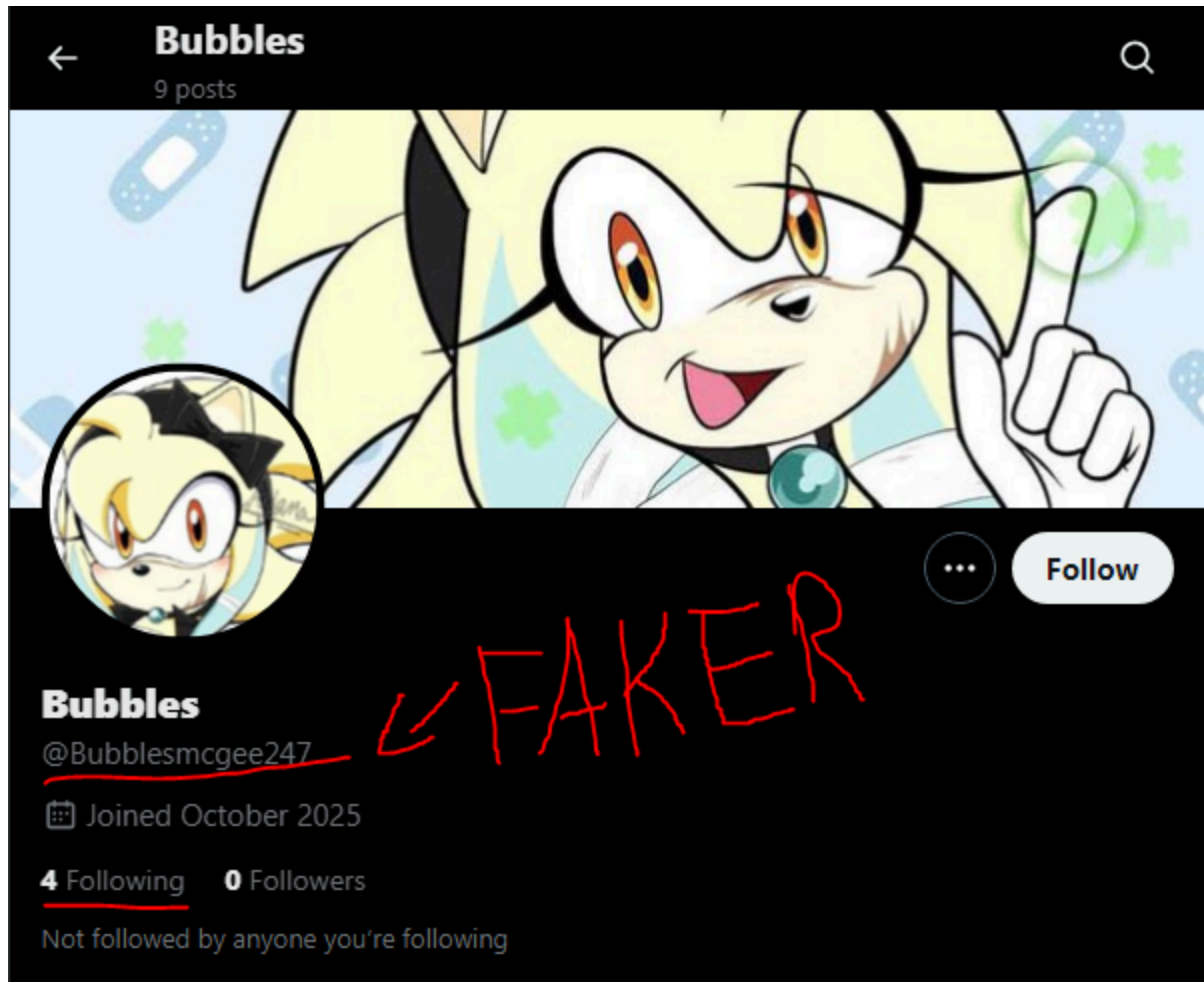 Bubbles
9 posts
Follow
FAKER
Bubbles
@Bubblesmcgee247
Joined October 2025
4 Following 0 Followers
Not followed by anyone you're following